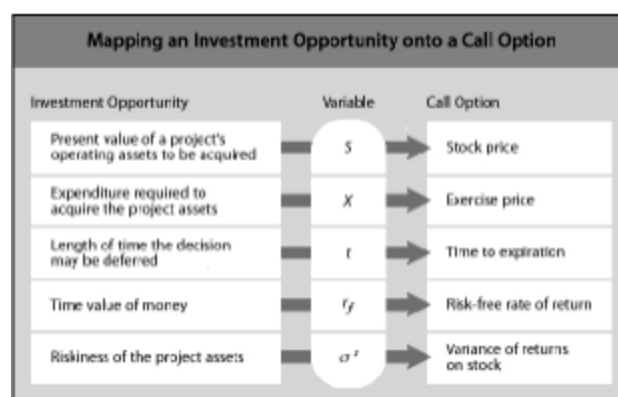 Mapping an Investment Opportunity onto a Call Option
Investment Opportunity Variable Call Option
Present value of a project's
operating assets to be acquired
S
Stock price
Expenditure required to
acquire the project assets
X
Exercise price
Length of time the decision
may be deferred
t
Time to expiration
Time value of money
r_f
Risk-free rate of return
Riskiness of the project assets
σ²
Variance of returns
on stock